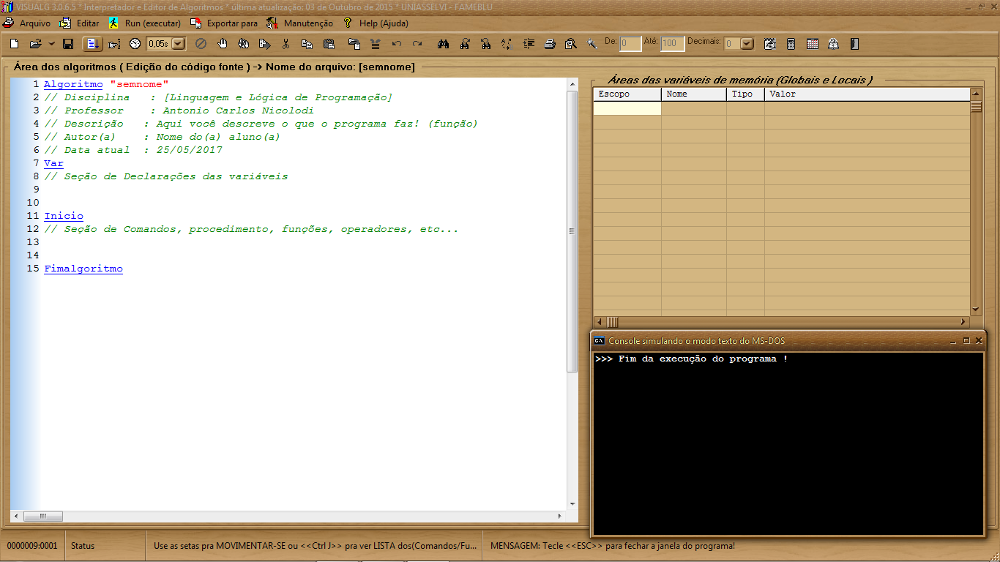 VISUALG 3.0.6.5 * Interpretador e Editor de Algoritmos * última atualização: 03 de Outubro de 2015 * UNIASSELVI - FAMEBLU
Arquivo Editar Run (executar) Exportar para Manutenção Help (Ajuda)
0,05s De: 0 Até: 100 Decimais: 0
Área dos algoritmos ( Edição do código fonte ) -> Nome do arquivo: [semnome]
1 Algoritmo "semnome"
2 // Disciplina : [Linguagem e Lógica de Programação]
3 // Professor : Antonio Carlos Nicolodi
4 // Descrição : Aqui você descreve o que o programa faz! (função)
5 // Autor(a) : Nome do(a) aluno(a)
6 // Data atual : 25/05/2017
7 Var
8 // Seção de Declarações das variáveis
9
10
11 Inicio
12 // Seção de Comandos, procedimento, funções, operadores, etc...
13
14
15 Fimalgoritmo
Áreas das variáveis de memória (Globais e Locais )
Escopo Nome Tipo Valor
C:\ Console simulando o modo texto do MS-DOS
>>> Fim da execução do programa !
0000009:0001 Status Use as setas pra MOVIMENTAR-SE ou <<Ctrl J>> pra ver LISTA dos(Comandos/Fu... MENSAGEM: Tecle <<ESC>> para fechar a janela do programa!